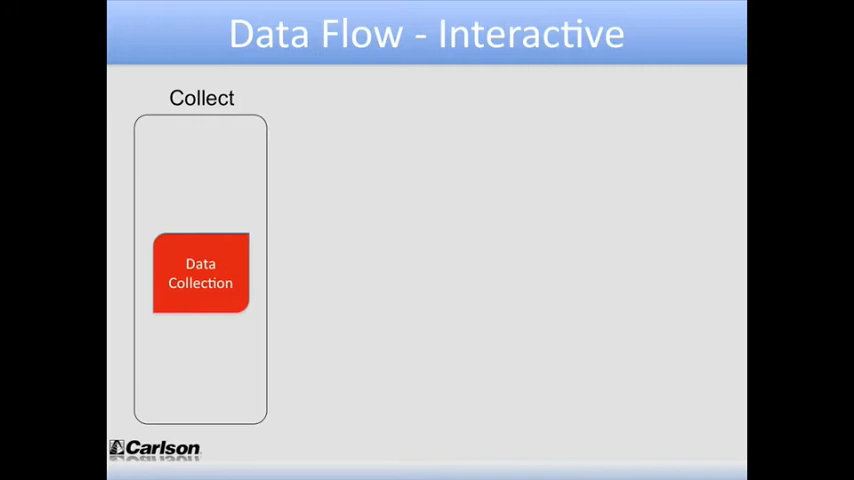 Data Flow - Interactive
Collect
Data
Collection
Carlson